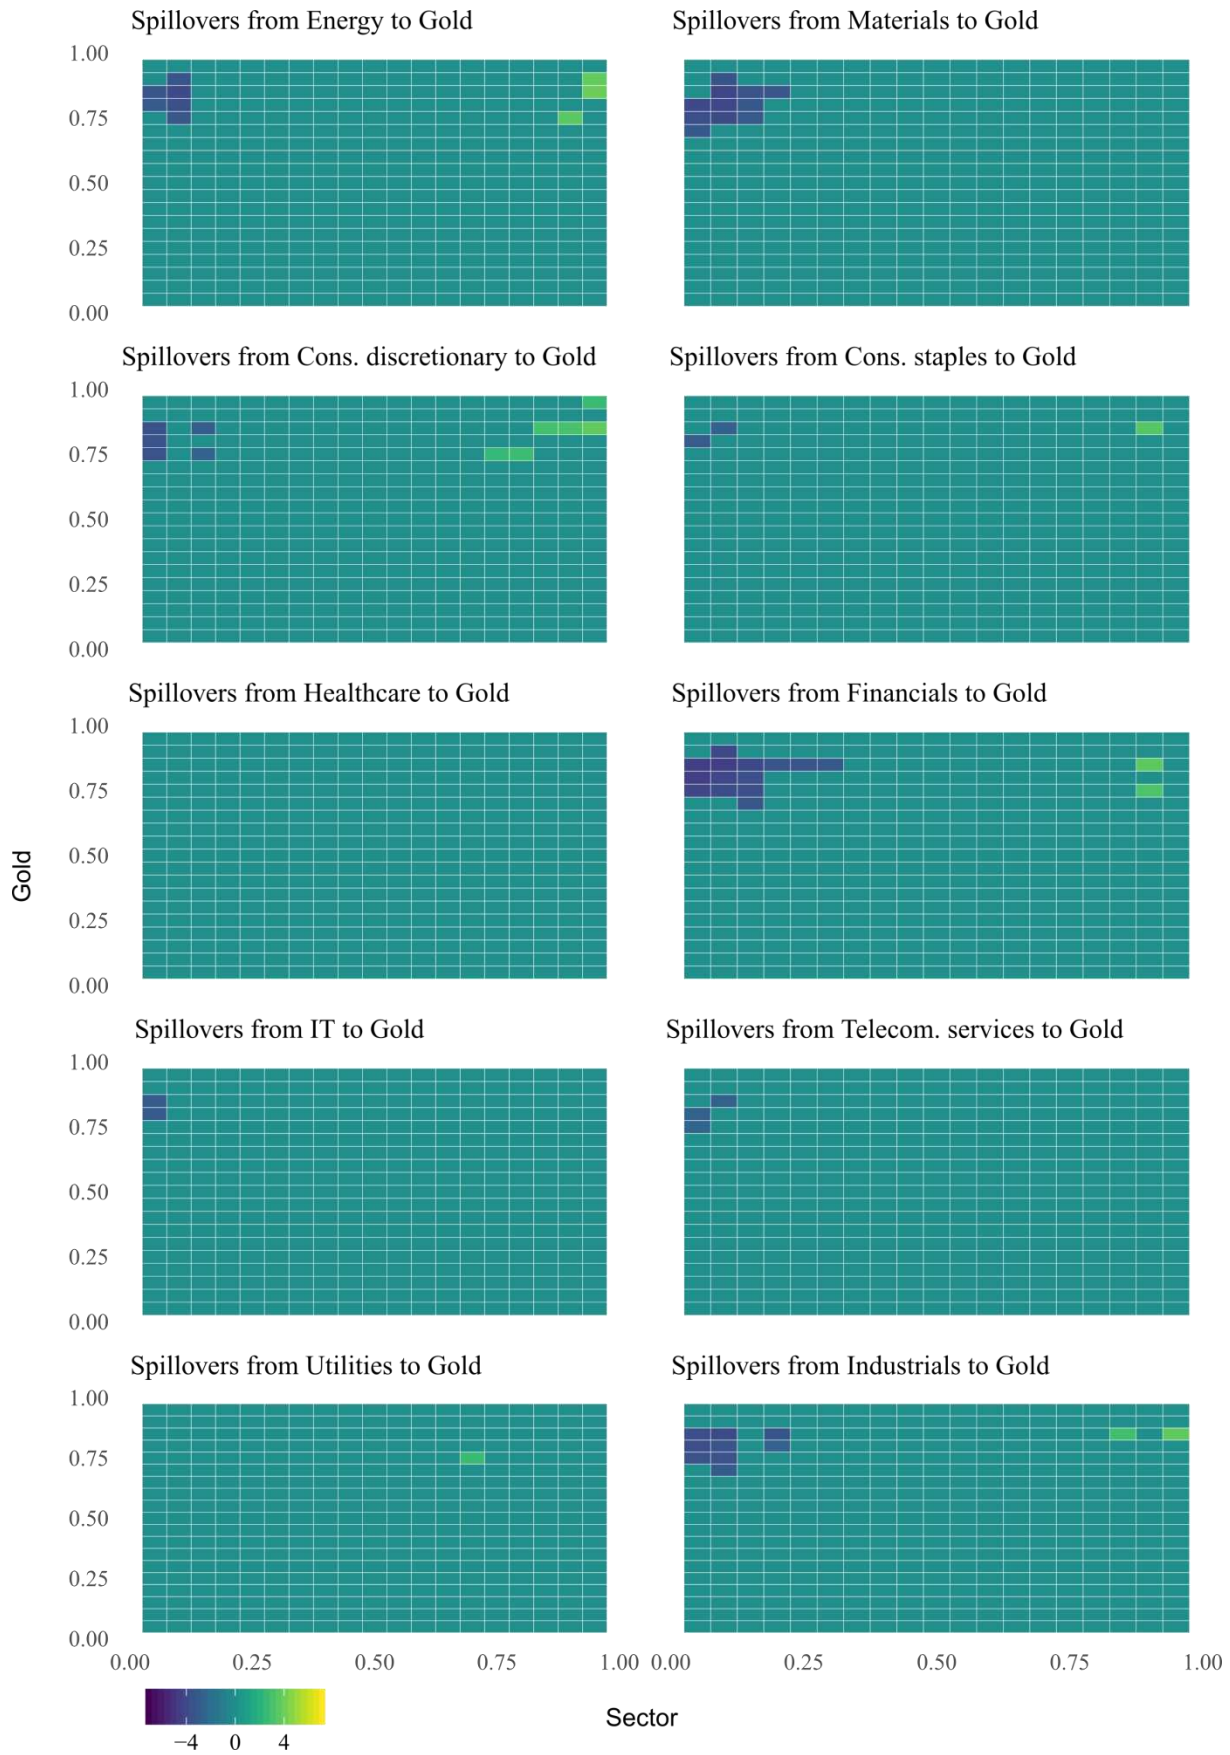 Spillovers from Energy to Gold
Spillovers from Materials to Gold
1.00
0.75
0.50
0.25
0.00
Spillovers from Cons. discretionary to Gold
Spillovers from Cons. staples to Gold
1.00
0.75
0.50
0.25
0.00
Spillovers from Healthcare to Gold
Spillovers from Financials to Gold
1.00
0.75
0.50
0.25
0.00
Gold
Spillovers from IT to Gold
Spillovers from Telecom. services to Gold
1.00
0.75
0.50
0.25
0.00
Spillovers from Utilities to Gold
Spillovers from Industrials to Gold
1.00
0.75
0.50
0.25
0.00
0.00 0.25 0.50 0.75 1.00
0.00 0.25 0.50 0.75 1.00
Sector
−4 0 4